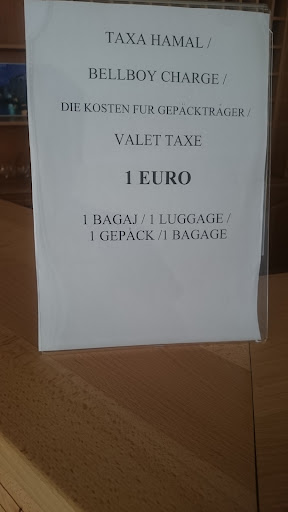 TAXA HAMAL /
BELLBOY CHARGE /
DIE KOSTEN FUR GEPÄCKTRÄGER /
VALET TAXE
1 EURO
1 BAGAJ / 1 LUGGAGE /
1 GEPÄCK /1 BAGAGE